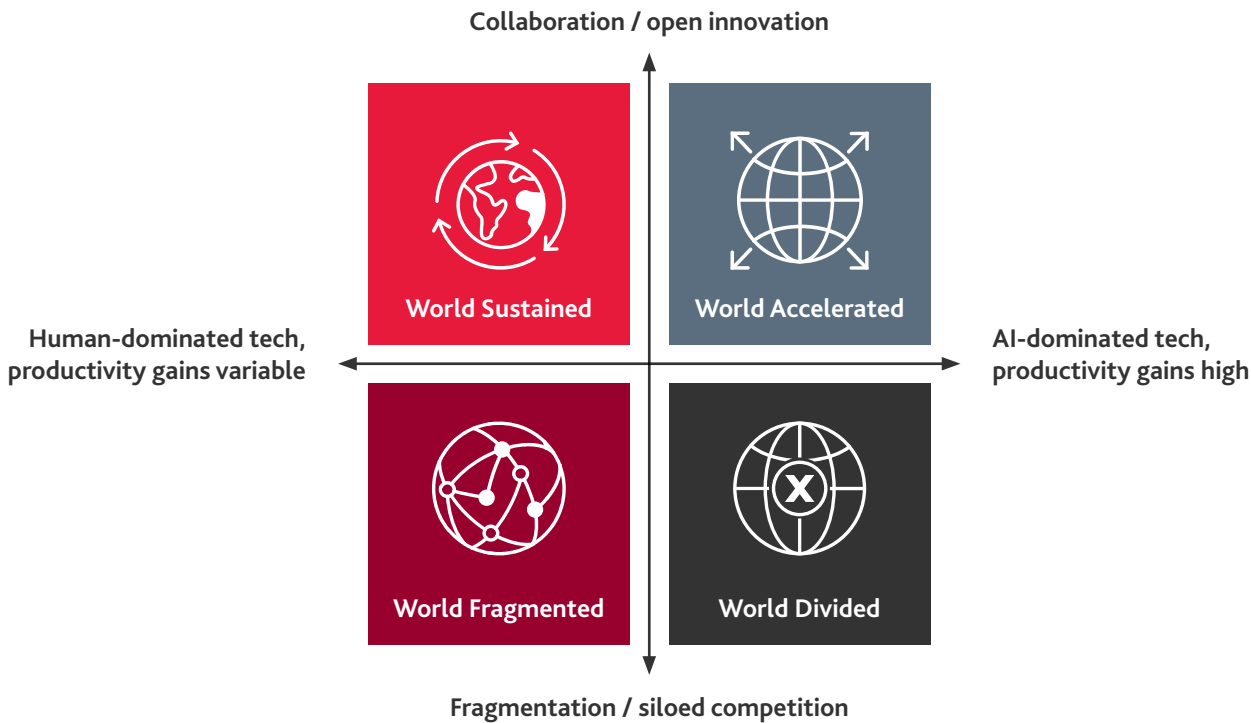 Collaboration / open innovation
World Sustained
World Accelerated
Human-dominated tech,
productivity gains variable
AI-dominated tech,
productivity gains high
X
World Fragmented
World Divided
Fragmentation / siloed competition